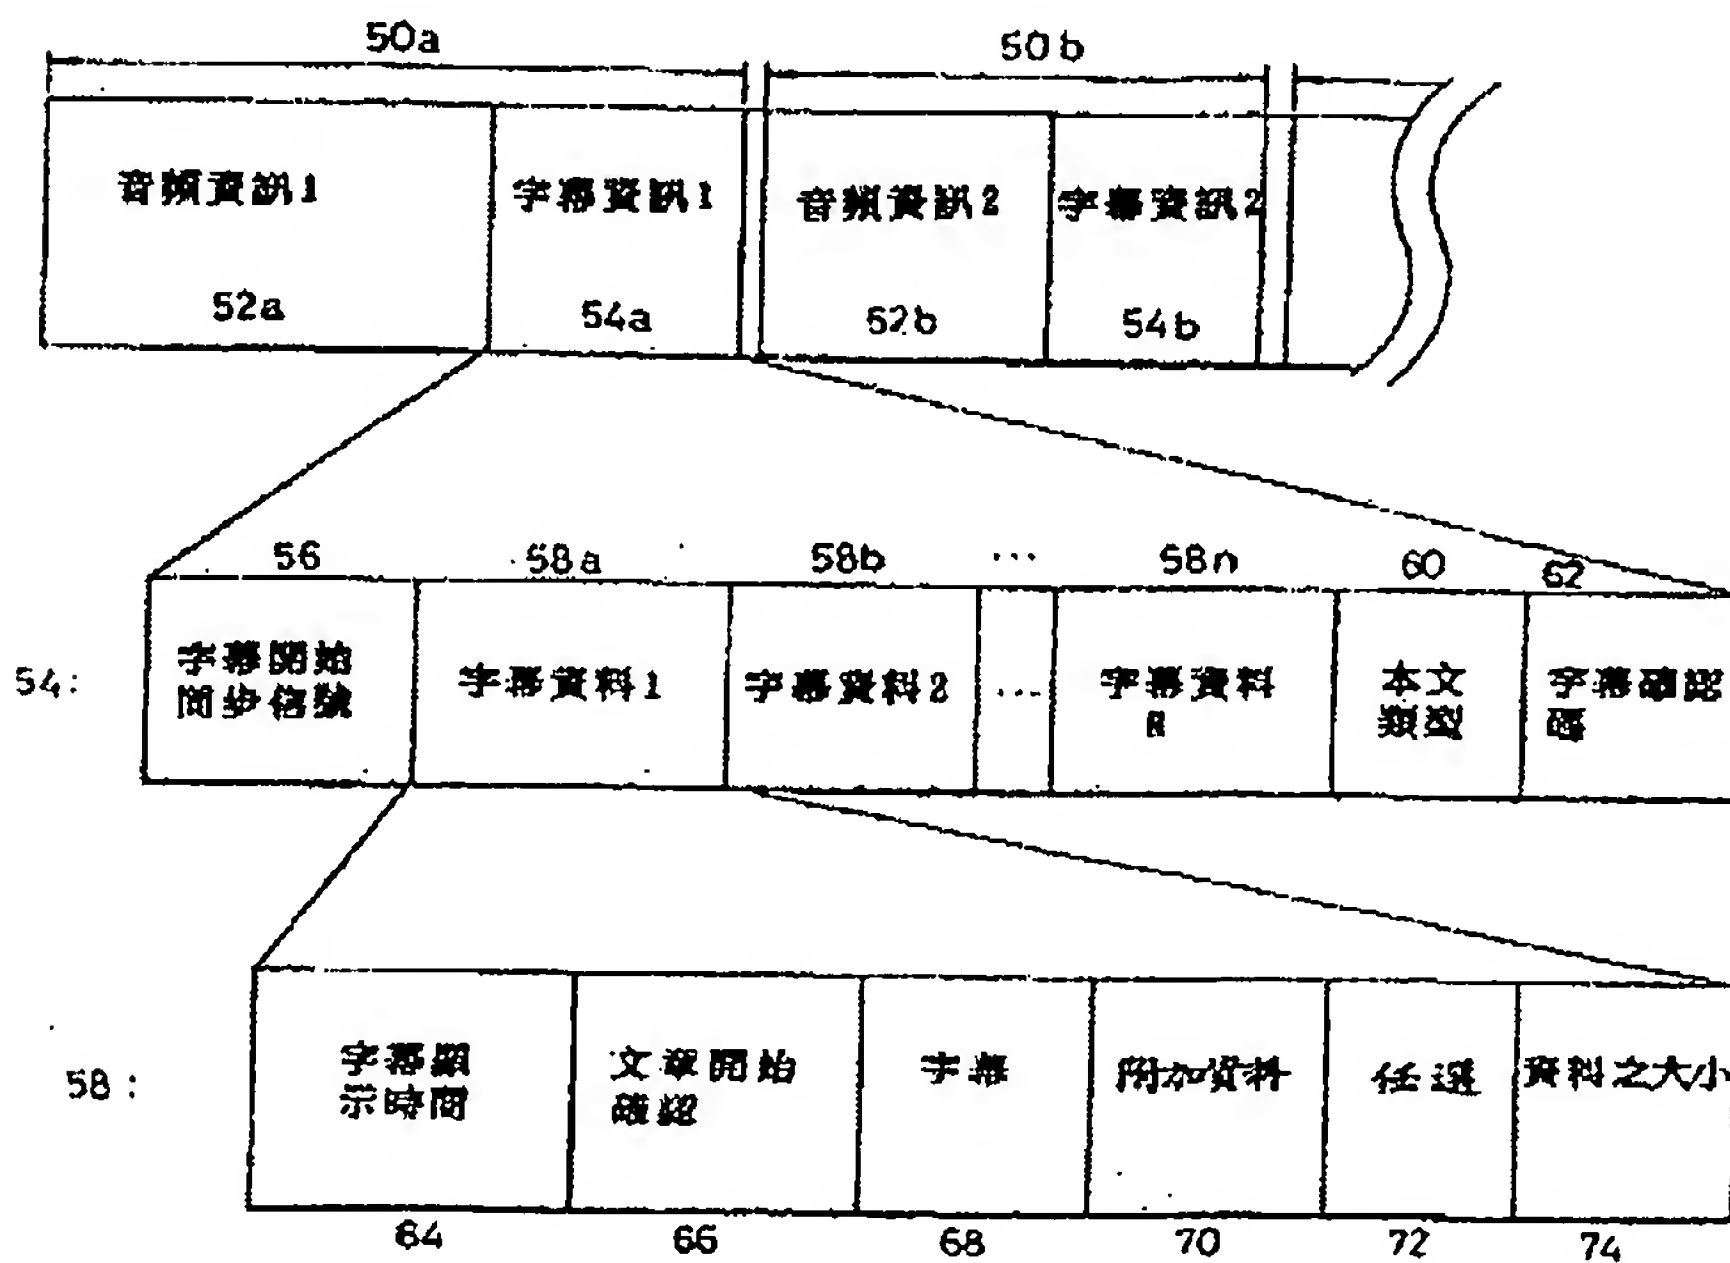 50a
50b
音頻資訊1
字幕資訊1
音頻資訊2
字幕資訊2
52a
54a
52b
54b
56
58a
58b
...
58n
60
62
54:
字幕開始
同步信號
字幕資料1
字幕資料2
...
字幕資料
n
本文
類型
字幕確認
碼
58:
字幕顯
示時間
文章開始
確認
字幕
附加資料
任選
資料之大小
64
66
68
70
72
74